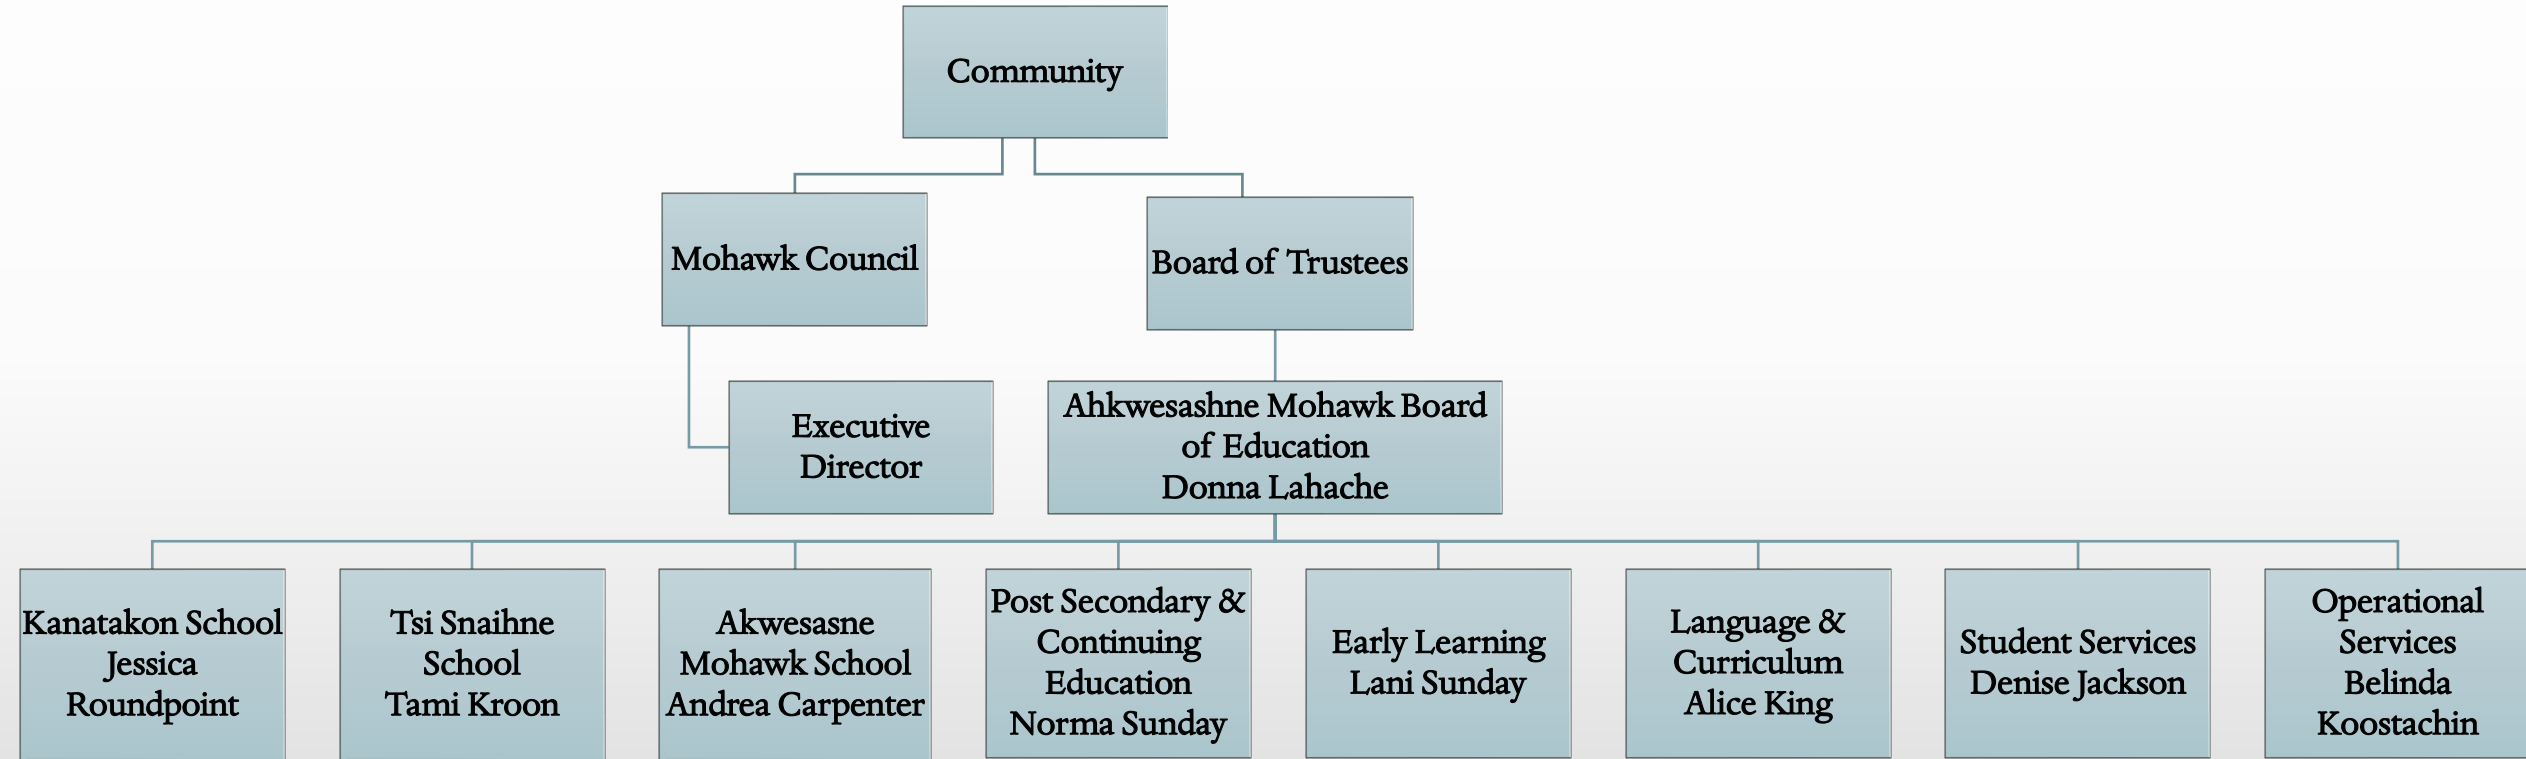 Community
Mohawk Council
Board of Trustees
Executive
Director
Ahkwesashne Mohawk Board
of Education
Donna Lahache
Kanatakon School
Jessica
Roundpoint
Tsi Snaihne
School
Tami Kroon
Akwesasne
Mohawk School
Andrea Carpenter
Post Secondary &
Continuing
Education
Norma Sunday
Early Learning
Lani Sunday
Language &
Curriculum
Alice King
Student Services
Denise Jackson
Operational
Services
Belinda
Koostachin